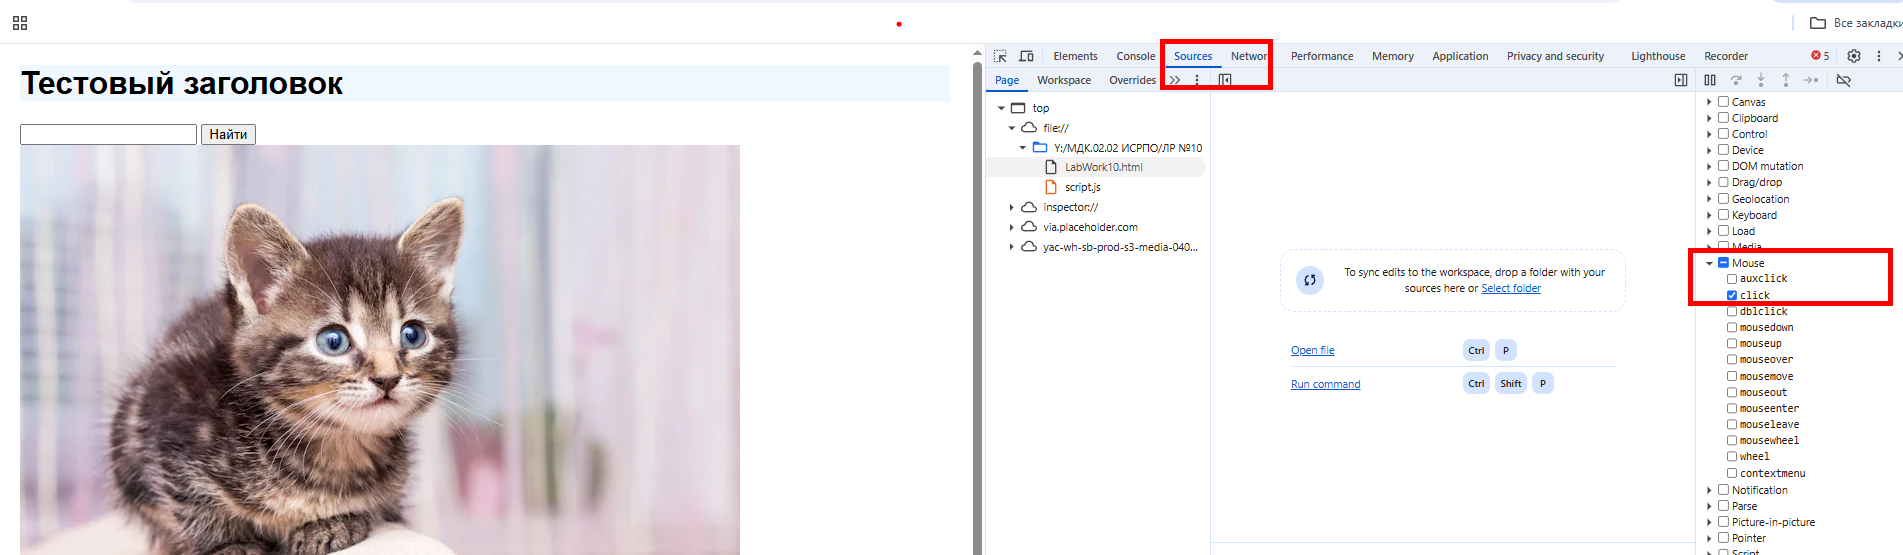 Все закладки
Тестовый заголовок
Найти
Elements Console Sources Networ Performance Memory Application Privacy and security Lighthouse Recorder 5
Page Workspace Overrides
top
file://
Y:/МДК.02.02 ИСРПО/ЛР №10
LabWork10.html
script.js
inspector://
via.placeholder.com
yac-wh-sb-prod-s3-media-040...
To sync edits to the workspace, drop a folder with your
sources here or Select folder
Open file Ctrl P
Run command Ctrl Shift P
Canvas
Clipboard
Control
Device
DOM mutation
Drag/drop
Geolocation
Keyboard
Load
Media
Mouse
auxclick
click
dblclick
mousedown
mouseup
mouseover
mousemove
mouseout
mouseenter
mouseleave
mousewheel
wheel
contextmenu
Notification
Parse
Picture-in-picture
Pointer
Script